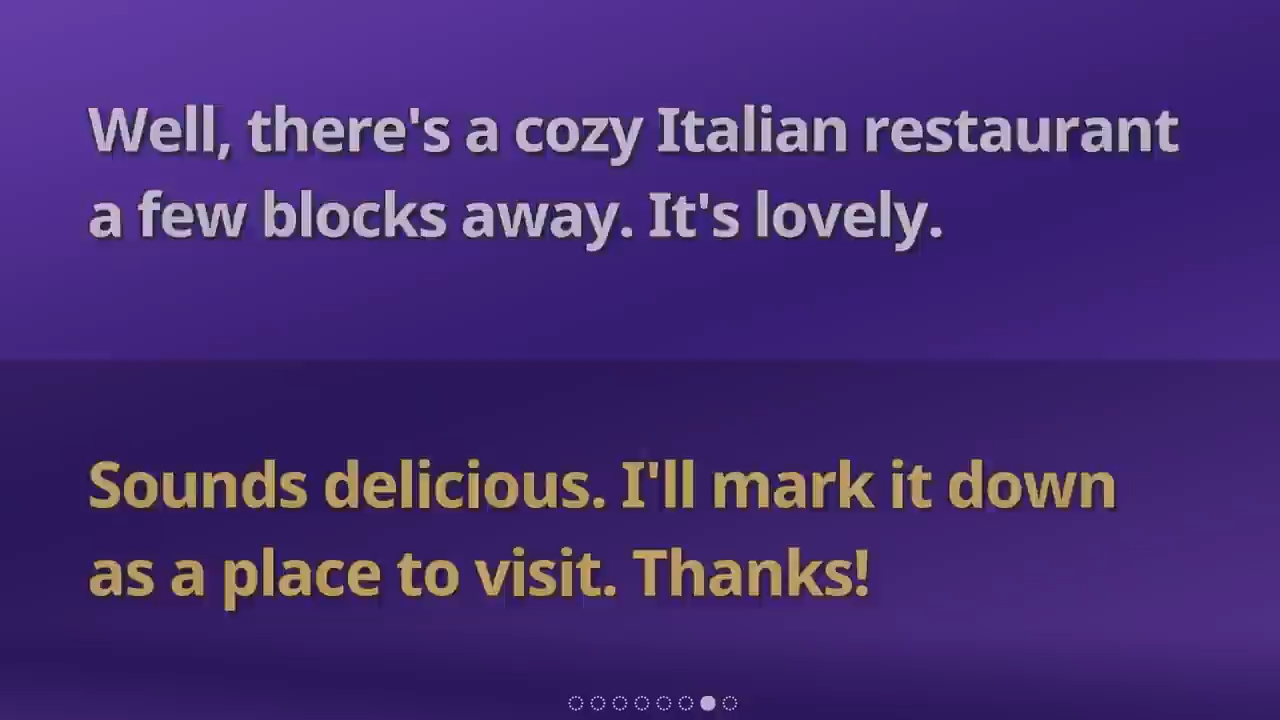 Well, there's a cozy Italian restaurant
a few blocks away. It's lovely.
Sounds delicious. I'll mark it down
as a place to visit. Thanks!